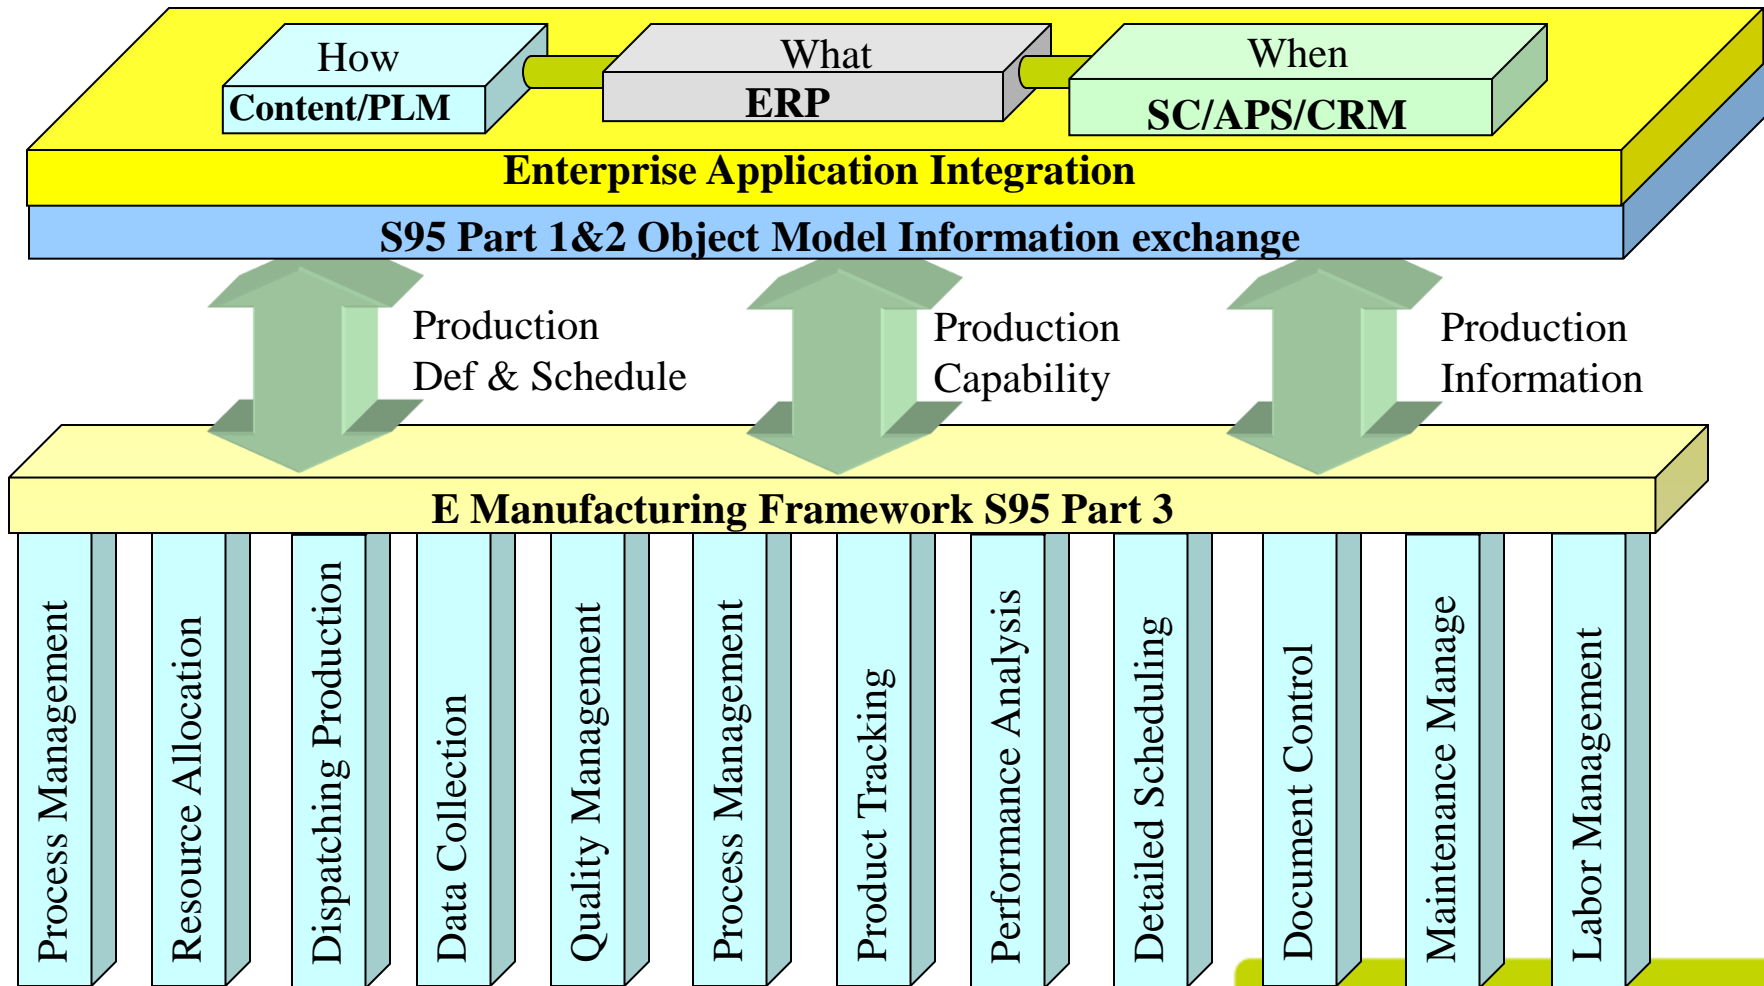 How
Content/PLM
What
ERP
When
SC/APS/CRM
Enterprise Application Integration
S95 Part 1&2 Object Model Information exchange
Production
Def & Schedule
Production
Capability
Production
Information
E Manufacturing Framework S95 Part 3
Process Management
Resource Allocation
Dispatching Production
Data Collection
Quality Management
Process Management
Product Tracking
Performance Analysis
Detailed Scheduling
Document Control
Maintenance Manage
Labor Management